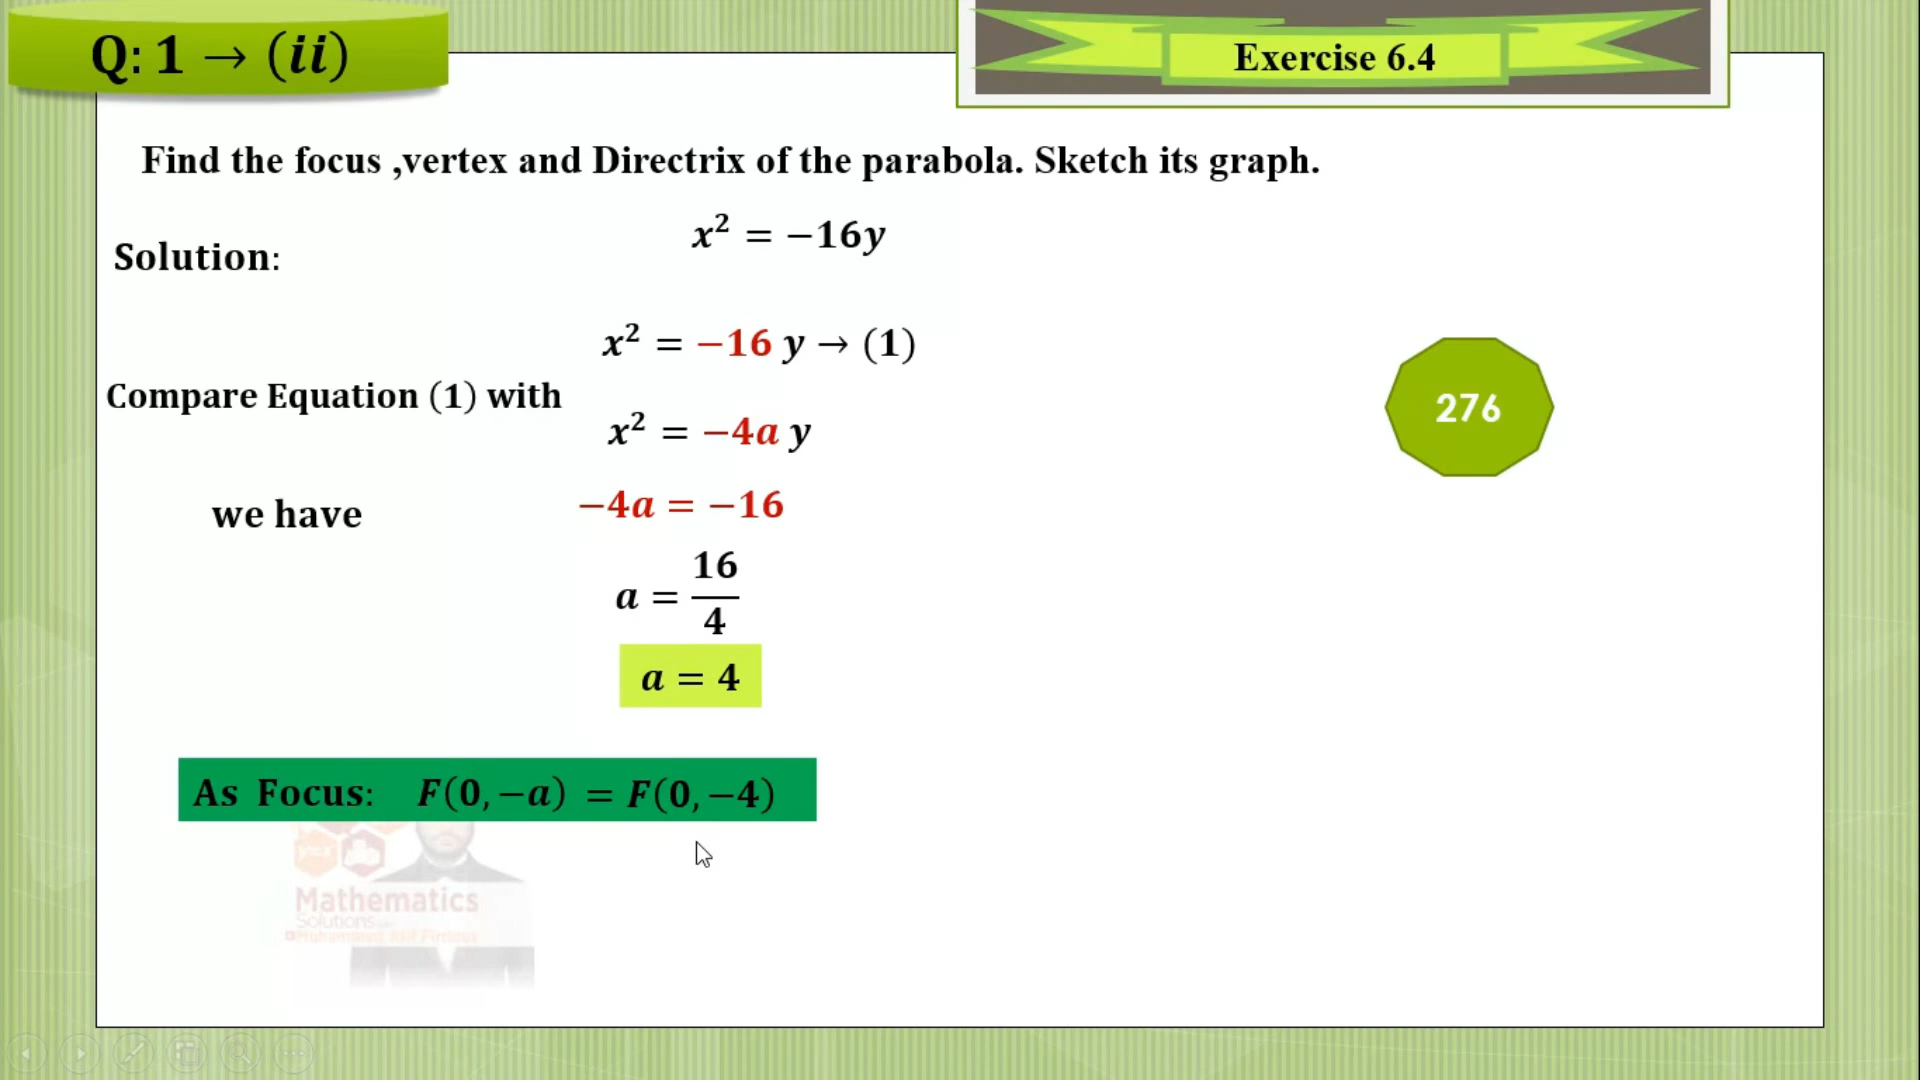 Q: 1 → (ii)
Exercise 6.4
Find the focus ,vertex and Directrix of the parabola. Sketch its graph.
x² = −16y
Solution:
x² = −16 y → (1)
Compare Equation (1) with
x² = −4a y
276
we have
−4a = −16
a = 16/4
a = 4
As Focus: F(0, −a) = F(0, −4)
y=x
Mathematics
Solutions